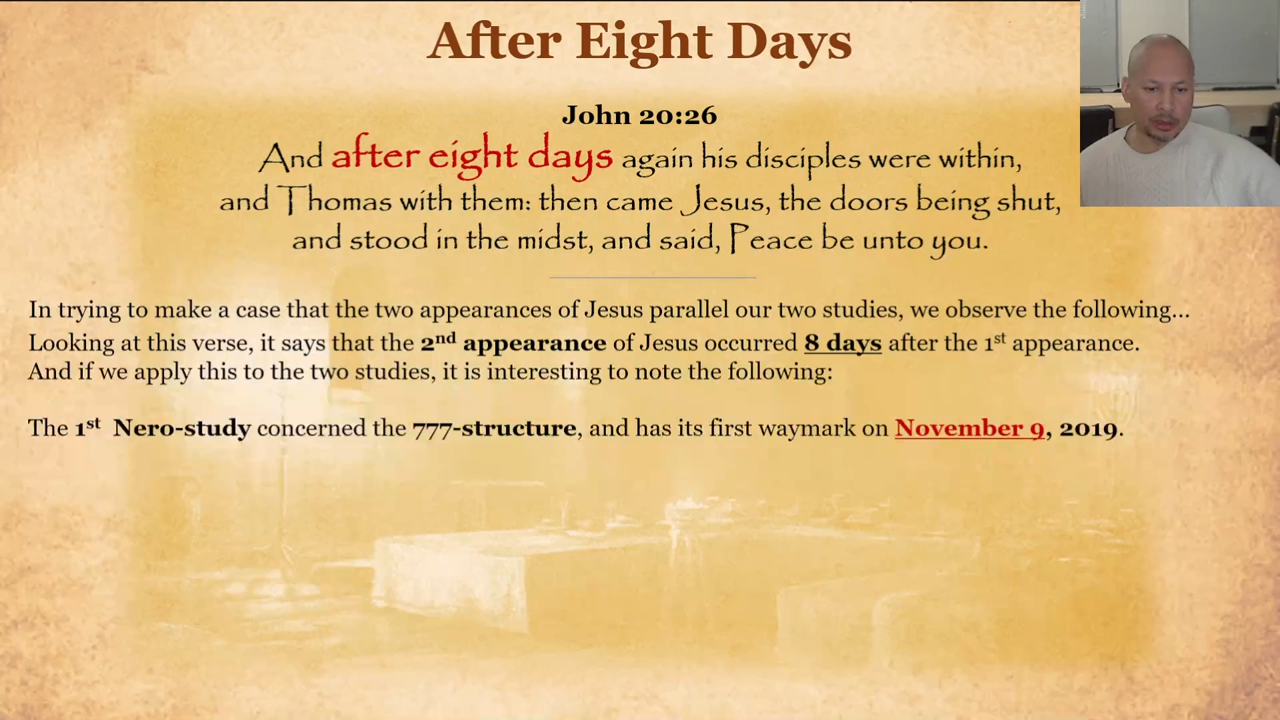 After Eight Days
John 20:26
And after eight days again his disciples were within,
and Thomas with them: then came Jesus, the doors being shut,
and stood in the midst, and said, Peace be unto you.
In trying to make a case that the two appearances of Jesus parallel our two studies, we observe the following...
Looking at this verse, it says that the 2nd appearance of Jesus occurred 8 days after the 1st appearance.
And if we apply this to the two studies, it is interesting to note the following:
The 1st Nero-study concerned the 777-structure, and has its first waymark on November 9, 2019.